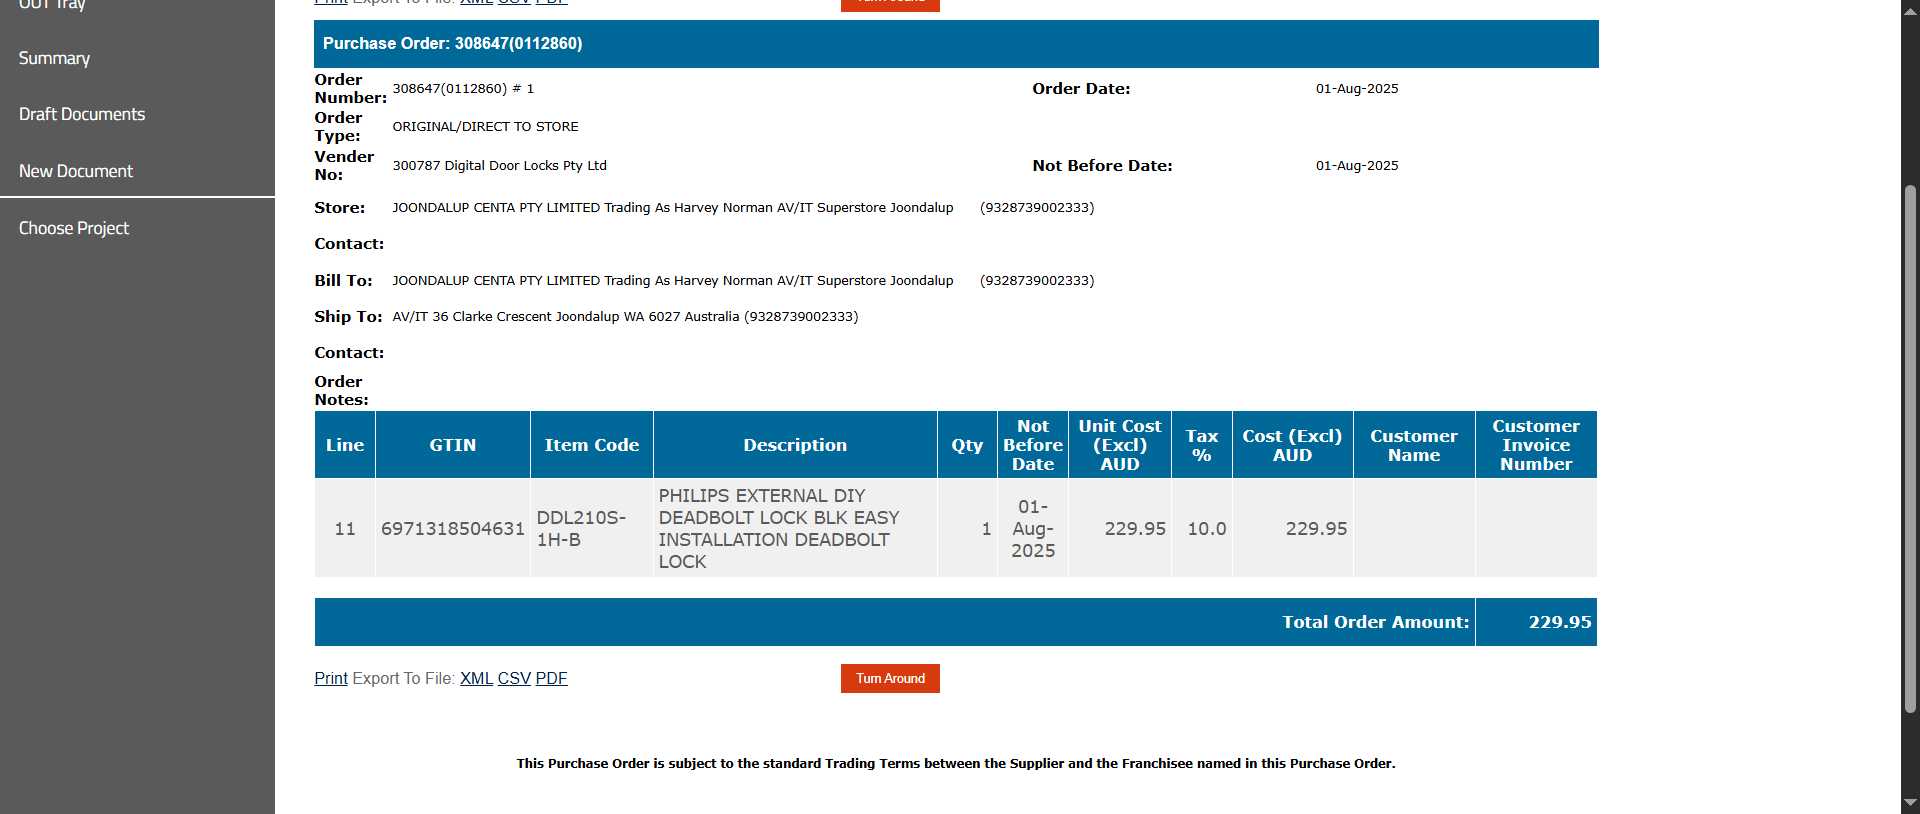 OUT Tray
Summary
Draft Documents
New Document
Choose Project
Print Export To File: XML CSV PDF
Turn Around
Purchase Order: 308647(0112860)
Order Number: 308647(0112860) # 1 Order Date: 01-Aug-2025
Order Type: ORIGINAL/DIRECT TO STORE
Vender No: 300787 Digital Door Locks Pty Ltd Not Before Date: 01-Aug-2025
Store: JOONDALUP CENTA PTY LIMITED Trading As Harvey Norman AV/IT Superstore Joondalup (9328739002333)
Contact:
Bill To: JOONDALUP CENTA PTY LIMITED Trading As Harvey Norman AV/IT Superstore Joondalup (9328739002333)
Ship To: AV/IT 36 Clarke Crescent Joondalup WA 6027 Australia (9328739002333)
Contact:
Order Notes:
Line GTIN Item Code Description Qty Not Before Date Unit Cost (Excl) AUD Tax % Cost (Excl) AUD Customer Name Customer Invoice Number
11 6971318504631 DDL210S-1H-B PHILIPS EXTERNAL DIY DEADBOLT LOCK BLK EASY INSTALLATION DEADBOLT LOCK 1 01-Aug-2025 229.95 10.0 229.95
Total Order Amount: 229.95
Print Export To File: XML CSV PDF Turn Around
This Purchase Order is subject to the standard Trading Terms between the Supplier and the Franchisee named in this Purchase Order.